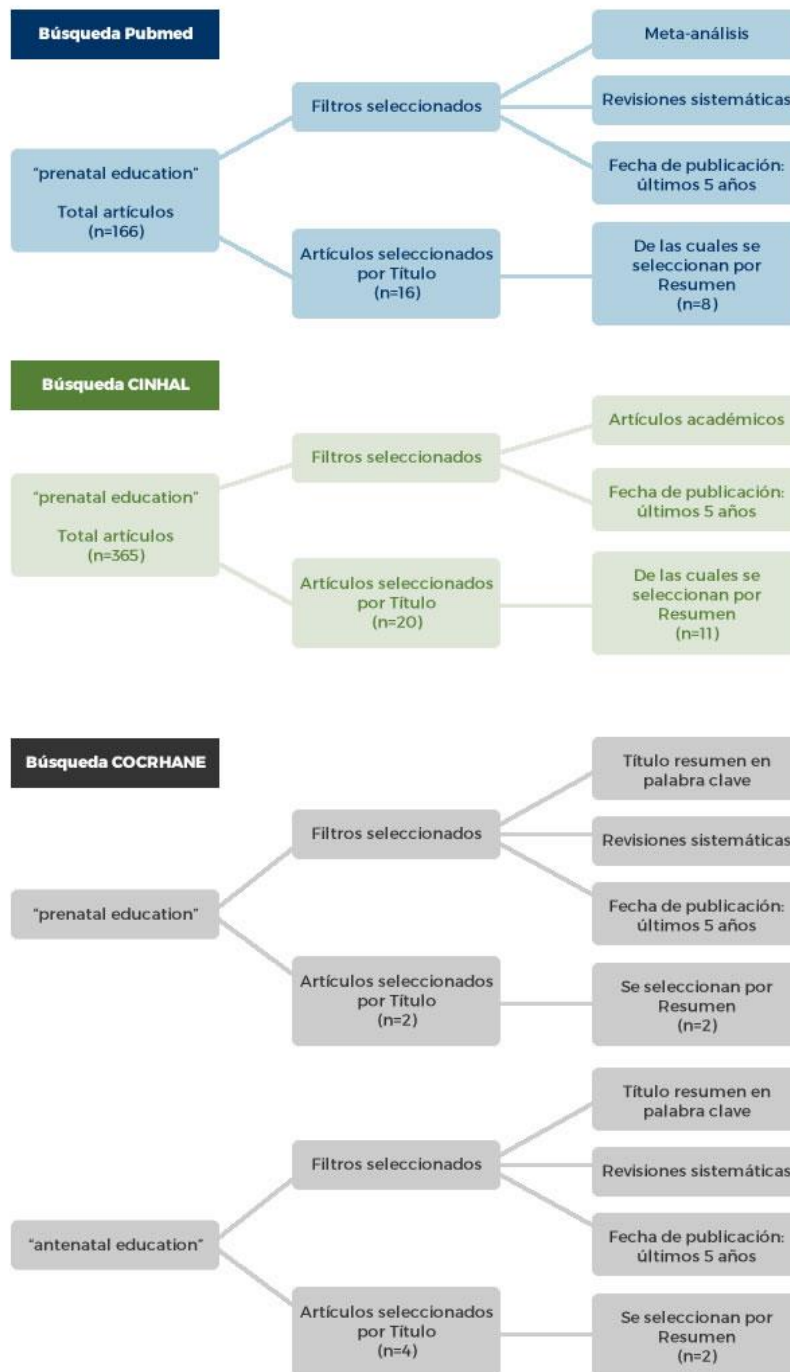 Búsqueda Pubmed
"prenatal education"
Total artículos
(n=166)
Filtros seleccionados
Meta-análisis
Revisiones sistemáticas
Fecha de publicación:
últimos 5 años
Artículos seleccionados
por Título
(n=16)
De las cuales se
seleccionan por
Resumen
(n=8)
Búsqueda CINHAL
"prenatal education"
Total artículos
(n=365)
Filtros seleccionados
Artículos académicos
Fecha de publicación:
últimos 5 años
Artículos seleccionados
por Título
(n=20)
De las cuales se
seleccionan por
Resumen
(n=11)
Búsqueda COCRHANE
"prenatal education"
Filtros seleccionados
Título resumen en
palabra clave
Revisiones sistemáticas
Fecha de publicación:
últimos 5 años
Artículos seleccionados
por Título
(n=2)
Se seleccionan por
Resumen
(n=2)
"antenatal education"
Filtros seleccionados
Título resumen en
palabra clave
Revisiones sistemáticas
Fecha de publicación:
últimos 5 años
Artículos seleccionados
por Título
(n=4)
Se seleccionan por
Resumen
(n=2)